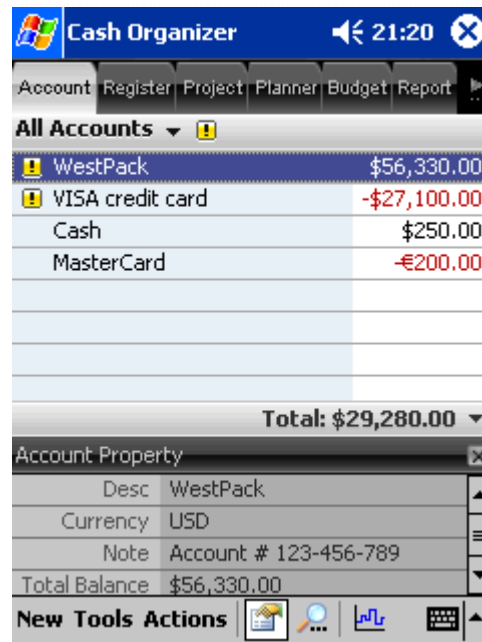 Cash Organizer 21:20
Account Register Project Planner Budget Report
All Accounts
WestPack $56,330.00
VISA credit card -$27,100.00
Cash $250.00
MasterCard -€200.00
Total: $29,280.00
Account Property
Desc WestPack
Currency USD
Note Account # 123-456-789
Total Balance $56,330.00
New Tools Actions